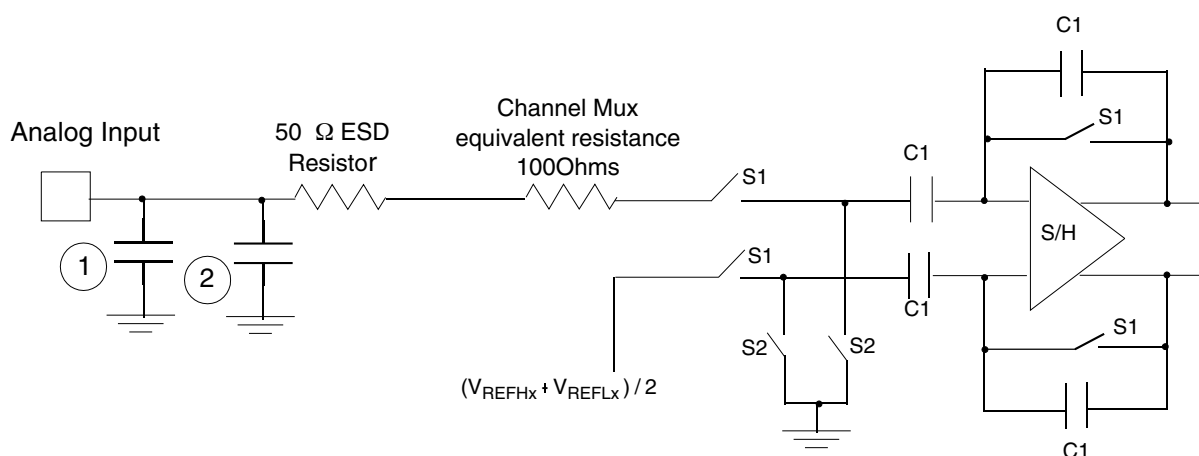 C1
Analog Input
50 Ω ESD
Resistor
Channel Mux
equivalent resistance
100Ohms
S1
C1
S1
S/H
1
2
S1
C1
S1
S2
S2
(VREFHx + VREFLx ) / 2
C1